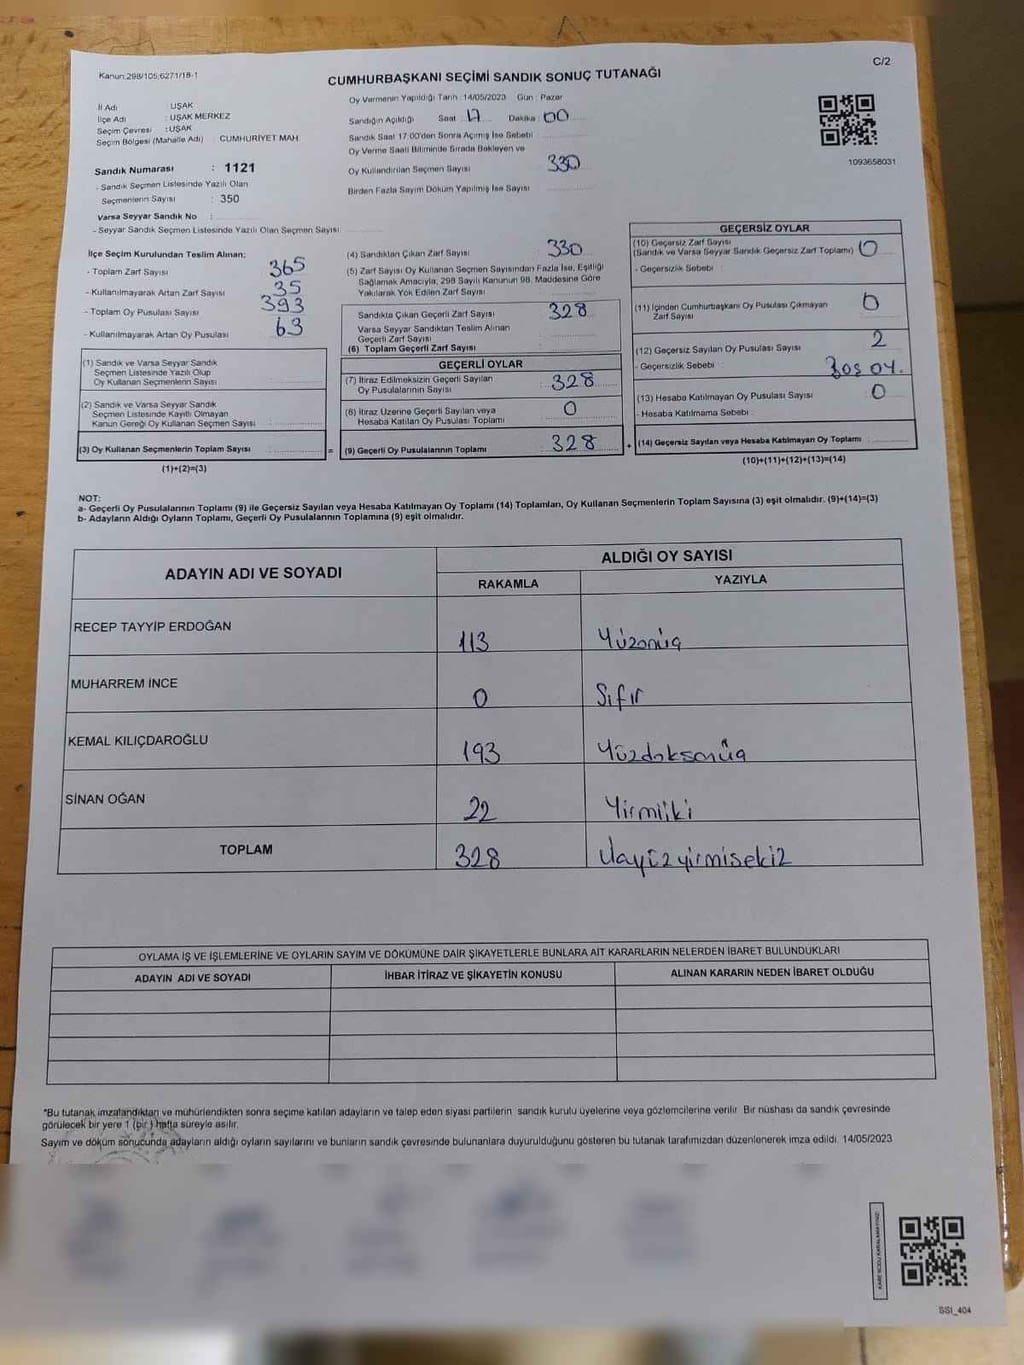 Kanun:298/105;6271/18-1
C/2
CUMHURBAŞKANI SEÇİMİ SANDIK SONUÇ TUTANAĞI
İl Adı : UŞAK
İlçe Adı : UŞAK MERKEZ
Seçim Çevresi : UŞAK
Seçim Bölgesi (Mahalle Adı) CUMHURİYET MAH
Sandık Numarası : 1121
- Sandık Seçmen Listesinde Yazılı Olan
Seçmenlerin Sayısı : 350
Varsa Seyyar Sandık No :
- Seyyar Sandık Seçmen Listesinde Yazılı Olan Seçmen Sayısı:
Oy Vermenin Yapıldığı Tarih :14/05/2023 Gün : Pazar
Sandığın Açıldığı Saat 17 Dakika 00
Sandık Saat 17:00'den Sonra Açımış İse Sebebi
Oy Verme Saati Bitiminde Sırada Bekleyen ve
Oy Kullandırılan Seçmen Sayısı 330
Birden Fazla Sayım Döküm Yapılmış İse Sayısı
1093658031
İlçe Seçim Kurulundan Teslim Alınan;
- Toplam Zarf Sayısı : 365
- Kullanılmayarak Artan Zarf Sayısı : 35
- Toplam Oy Pusulası Sayısı : 393
- Kullanılmayarak Artan Oy Pusulası : 63
(1) Sandık ve Varsa Seyyar Sandık
Seçmen Listesinde Yazılı Olup
Oy Kullanan Seçmenlerin Sayısı :
(2) Sandık ve Varsa Seyyar Sandık
Seçmen Listesinde Kayıtlı Olmayan
Kanun Gereği Oy Kullanan Seçmen Sayısı :
(3) Oy Kullanan Seçmenlerin Toplam Sayısı : =
(1)+(2)=(3)
(4) Sandıktan Çıkan Zarf Sayısı : 330
(5) Zarf Sayısı Oy Kullanan Seçmen Sayısından Fazla İse, Eşitliği
Sağlamak Amacıyla, 298 Sayılı Kanunun 98. Maddesine Göre
Yakılarak Yok Edilen Zarf Sayısı :
Sandıkta Çıkan Geçerli Zarf Sayısı : 328
Varsa Seyyar Sandıktan Teslim Alınan
Geçerli Zarf Sayısı :
(6) Toplam Geçerli Zarf Sayısı :
GEÇERLİ OYLAR
(7) İtiraz Edilmeksizin Geçerli Sayılan
Oy Pusulalarının Sayısı : 328
(8) İtiraz Üzerine Geçerli Sayılan veya
Hesaba Katılan Oy Pusulası Toplamı : 0
(9) Geçerli Oy Pusulalarının Toplamı : 328 +
GEÇERSİZ OYLAR
(10) Geçersiz Zarf Sayısı
(Sandık ve Varsa Seyyar Sandık Geçersiz Zarf Toplamı) : 0
- Geçersizlik Sebebi :
(11) İçinden Cumhurbaşkanı Oy Pusulası Çıkmayan
Zarf Sayısı : 0
(12) Geçersiz Sayılan Oy Pusulası Sayısı : 2
- Geçersizlik Sebebi : Boş oy.
(13) Hesaba Katılmayan Oy Pusulası Sayısı : 0
- Hesaba Katılmama Sebebi :
(14) Geçersiz Sayılan veya Hesaba Katılmayan Oy Toplamı :
(10)+(11)+(12)+(13)=(14)
NOT:
a- Geçerli Oy Pusulalarının Toplamı (9) ile Geçersiz Sayılan veya Hesaba Katılmayan Oy Toplamı (14) Toplamları, Oy Kullanan Seçmenlerin Toplam Sayısına (3) eşit olmalıdır. (9)+(14)=(3)
b- Adayların Aldığı Oyların Toplamı, Geçerli Oy Pusulalarının Toplamına (9) eşit olmalıdır.
ADAYIN ADI VE SOYADI
ALDIĞI OY SAYISI
RAKAMLA YAZIYLA
RECEP TAYYİP ERDOĞAN 113 Yüzonüç
MUHARREM İNCE 0 Sıfır
KEMAL KILIÇDAROĞLU 193 Yüzdoksanüç
SİNAN OĞAN 22 Yirmiiki
TOPLAM 328 Üçyüzyirmisekiz
OYLAMA İŞ VE İŞLEMLERİNE VE OYLARIN SAYIM VE DÖKÜMÜNE DAİR ŞİKAYETLERLE BUNLARA AİT KARARLARIN NELERDEN İBARET BULUNDUKLARI
ADAYIN ADI VE SOYADI İHBAR İTİRAZ VE ŞİKAYETİN KONUSU ALINAN KARARIN NEDEN İBARET OLDUĞU
*Bu tutanak imzalandıktan ve mühürlendikten sonra seçime katılan adayların ve talep eden siyasi partilerin sandık kurulu üyelerine veya gözlemcilerine verilir. Bir nüshası da sandık çevresinde
görülecek bir yere 1 (bir) hafta süreyle asılır.
Sayım ve döküm sonucunda adayların aldığı oyların sayılarını ve bunların sandık çevresinde bulunanlara duyurulduğunu gösteren bu tutanak tarafımızdan düzenlenerek imza edildi. 14/05/2023
KARE KODU KARALAMAYINIZ!
SSI_404